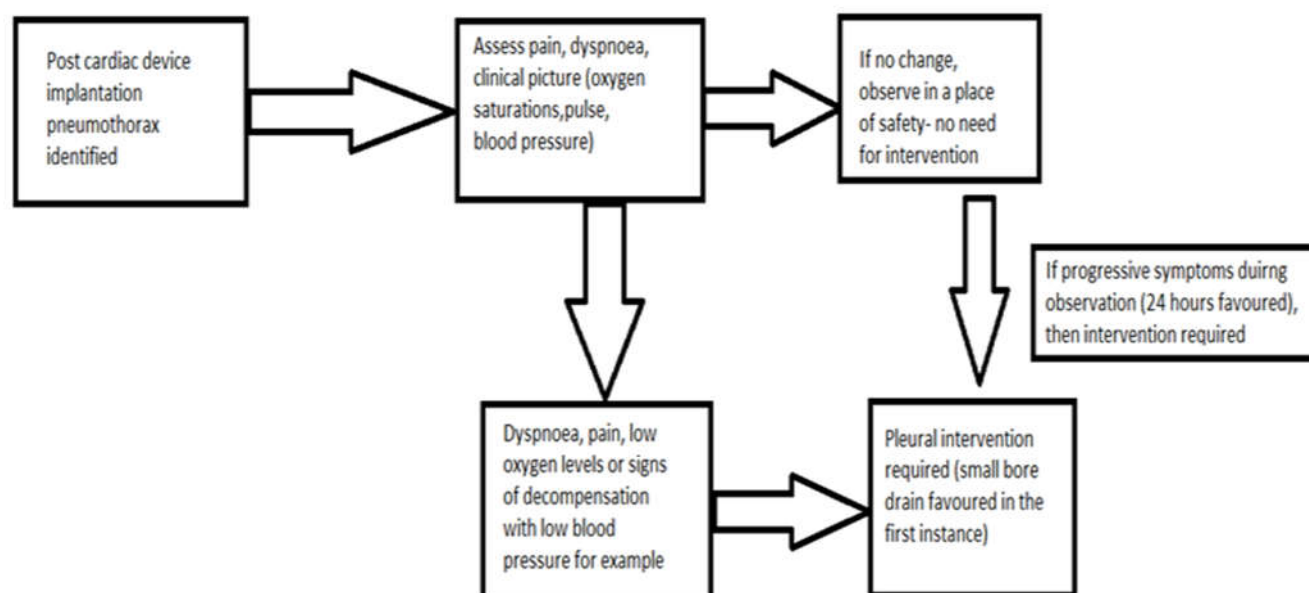 Post cardiac device
implantation
pneumothorax
identified
Assess pain, dyspnoea,
clinical picture (oxygen
saturations,pulse,
blood pressure)
If no change,
observe in a place
of safety- no need
for intervention
If progressive symptoms duirng
observation (24 hours favoured),
then intervention required
Dyspnoea, pain, low
oxygen levels or signs
of decompensation
with low blood
pressure for example
Pleural intervention
required (small bore
drain favoured in the
first instance)